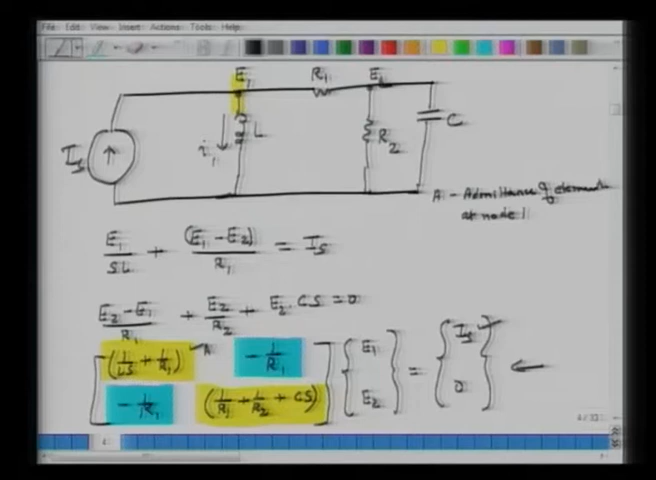 File Edit View Insert Actions Tools Help
E1 R1 E2
Is i1 L R2 C
A - Admittance of elements
at node 1
E1/SL + (E1 - E2)/R1 = Is
E2 - E1/R1 + E2/R2 + E2.CS = 0
[ (1/LS + 1/R1) A -1/R1 ] { E1 } = { Is }
[ -1/R1 (1/R1 + 1/R2 + CS) ] { E2 } { 0 }